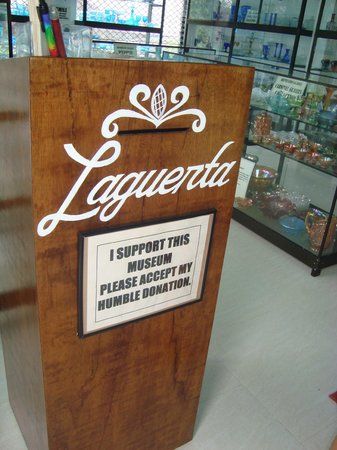 Laguerta
I SUPPORT THIS
MUSEUM
PLEASE ACCEPT MY
HUMBLE DONATION.